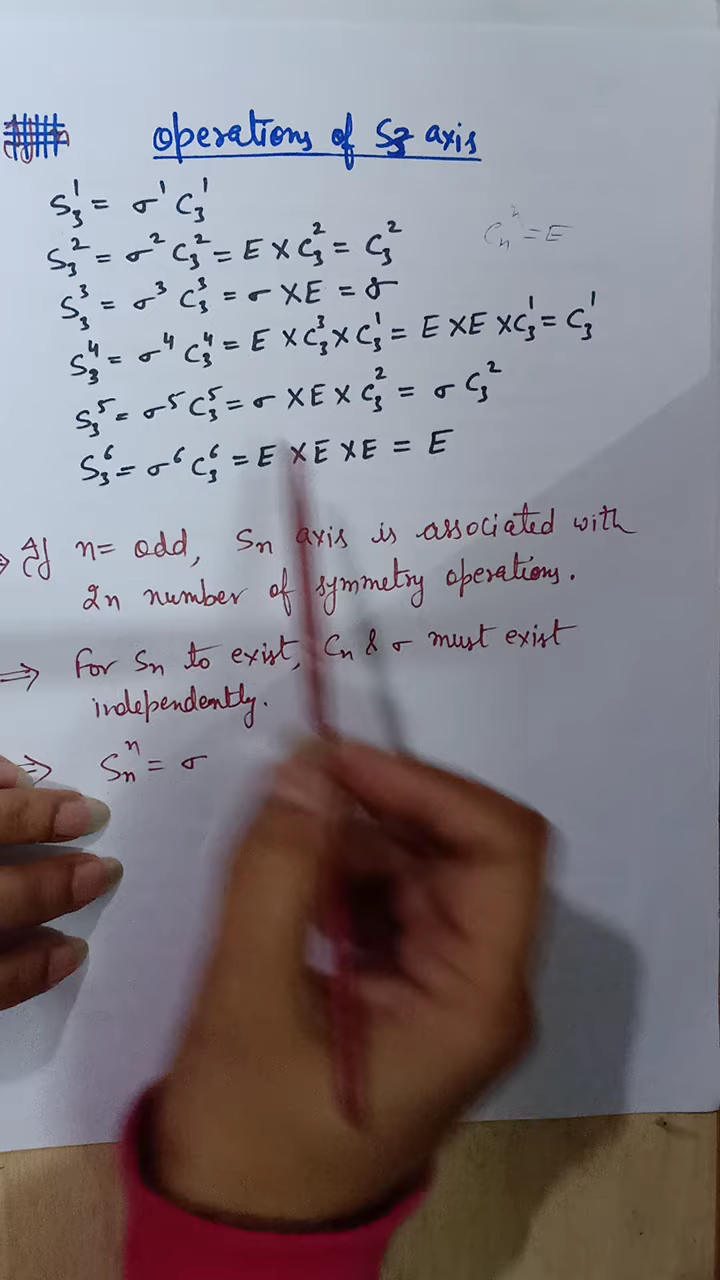 operations of S3 axis
S₃¹ = σ¹ C₃¹
Cₙⁿ = E
S₃² = σ² C₃² = E × C₃² = C₃²
S₃³ = σ³ C₃³ = σ × E = σ
S₃⁴ = σ⁴ C₃⁴ = E × C₃³ × C₃¹ = E × E × C₃¹ = C₃¹
S₃⁵ = σ⁵ C₃⁵ = σ × E × C₃² = σ C₃²
S₃⁶ = σ⁶ C₃⁶ = E × E × E = E
⇒ If n = odd, Sn axis is associated with
2n number of symmetry operations.
⇒ For Sn to exist, Cn & σ must exist
independently.
⇒ Sₙⁿ = σ